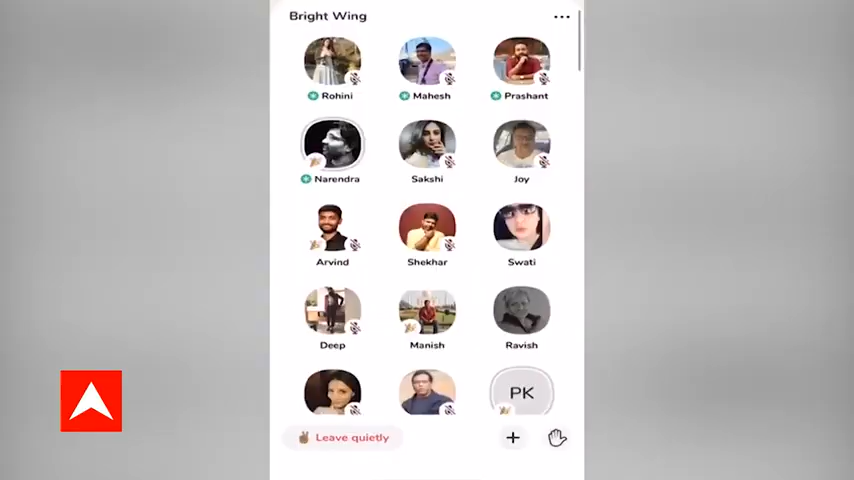 Bright Wing
Rohini Mahesh Prashant
Narendra Sakshi Joy
Arvind Shekhar Swati
Deep Manish Ravish
PK
Leave quietly